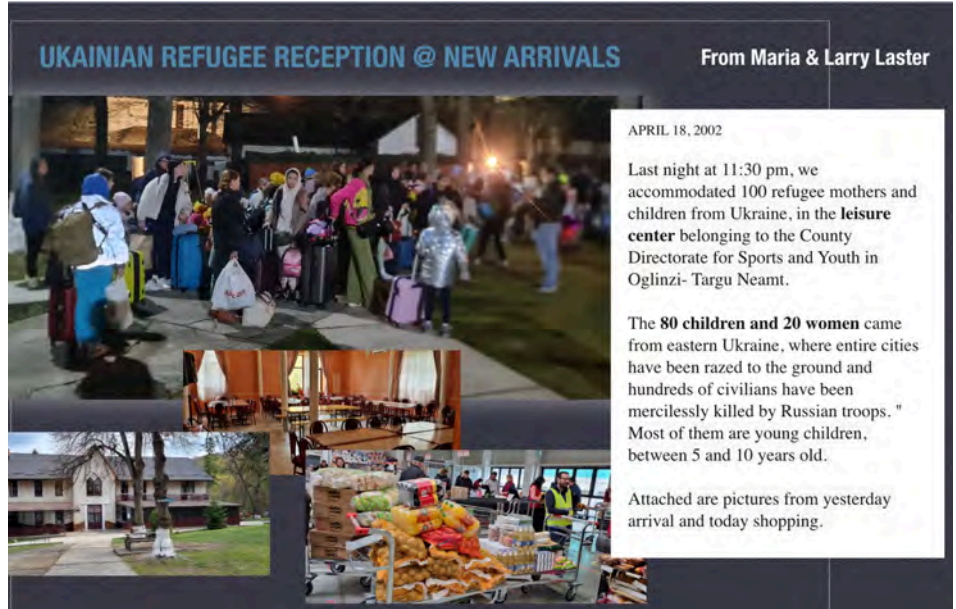 UKAINIAN REFUGEE RECEPTION @ NEW ARRIVALS
From Maria & Larry Laster
APRIL 18, 2002
Last night at 11:30 pm, we
accommodated 100 refugee mothers and
children from Ukraine, in the leisure
center belonging to the County
Directorate for Sports and Youth in
Oglinzi- Targu Neamt.
The 80 children and 20 women came
from eastern Ukraine, where entire cities
have been razed to the ground and
hundreds of civilians have been
mercilessly killed by Russian troops. "
Most of them are young children,
between 5 and 10 years old.
Attached are pictures from yesterday
arrival and today shopping.